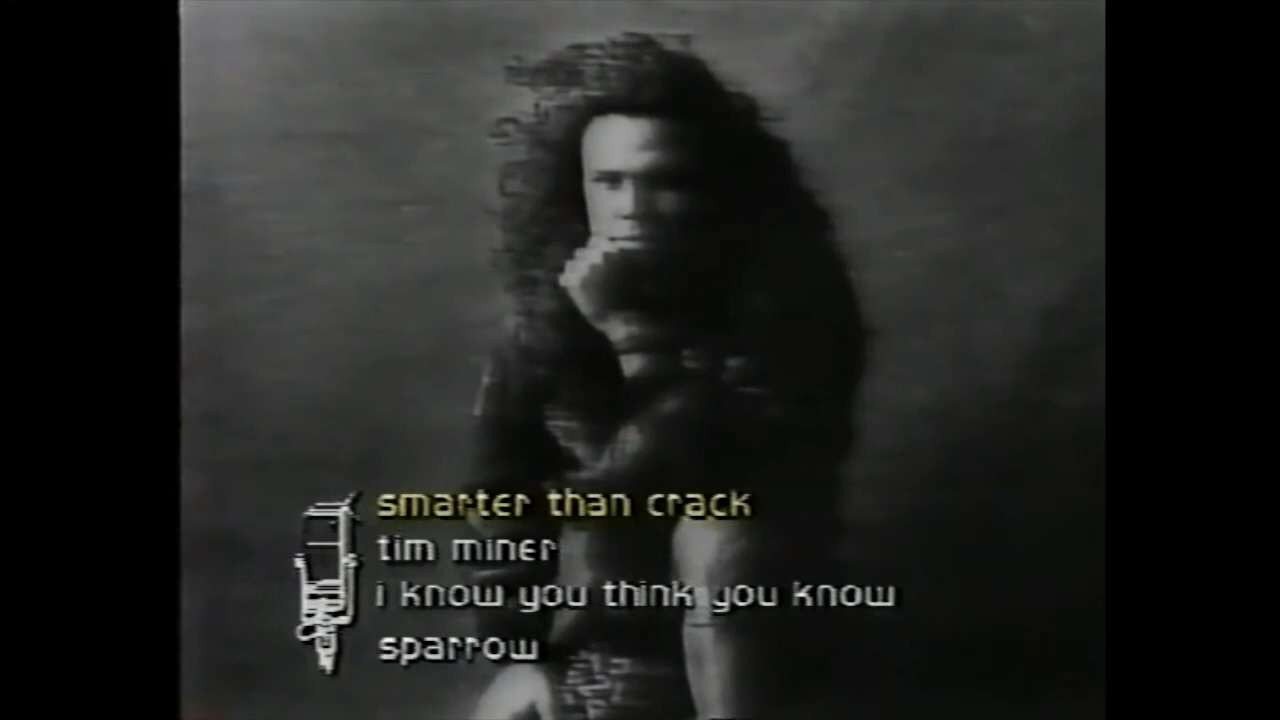 smarter than crack
tim miner
i know you think you know
sparrow